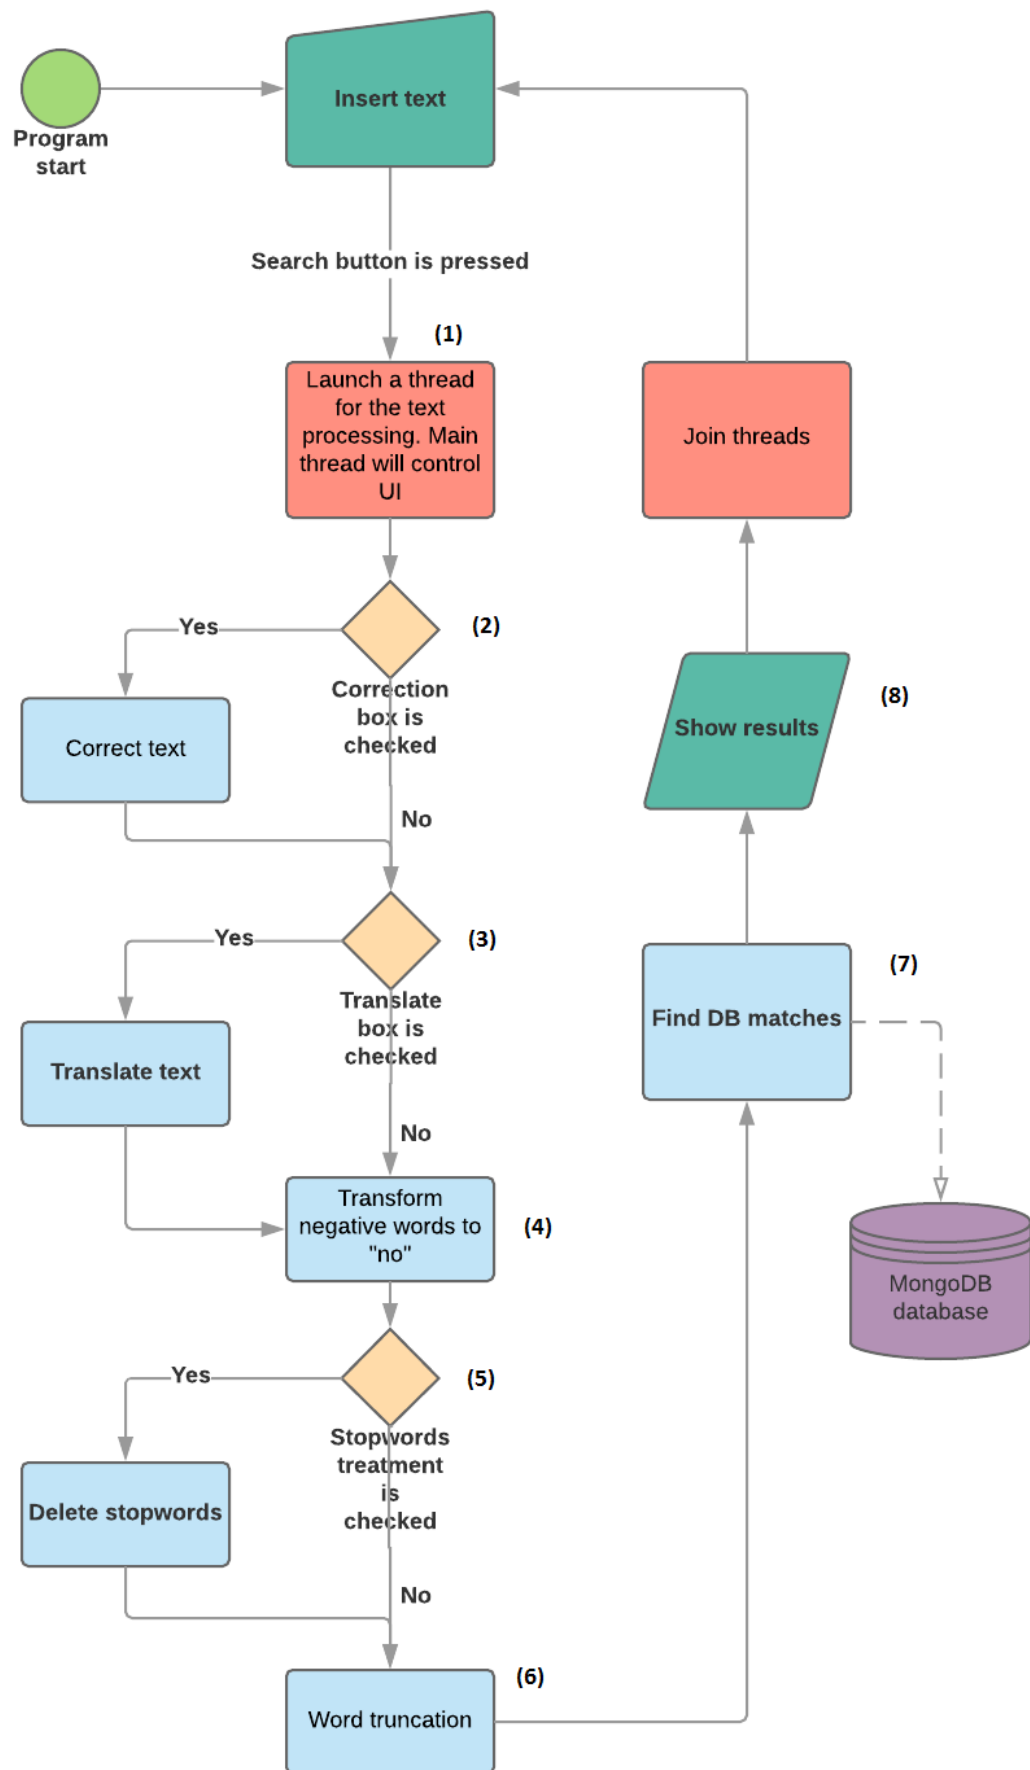 Insert text
Program
start
Search button is pressed
(1)
Launch a thread
for the text
processing. Main
thread will control
UI
Join threads
Yes
(2)
Correction
box is
checked
Correct text
No
Show results
(8)
Yes
(3)
Translate
box is
checked
Translate text
No
Find DB matches
(7)
Transform
negative words to
"no"
(4)
MongoDB
database
Yes
(5)
Stopwords
treatment
is
checked
Delete stopwords
No
Word truncation
(6)